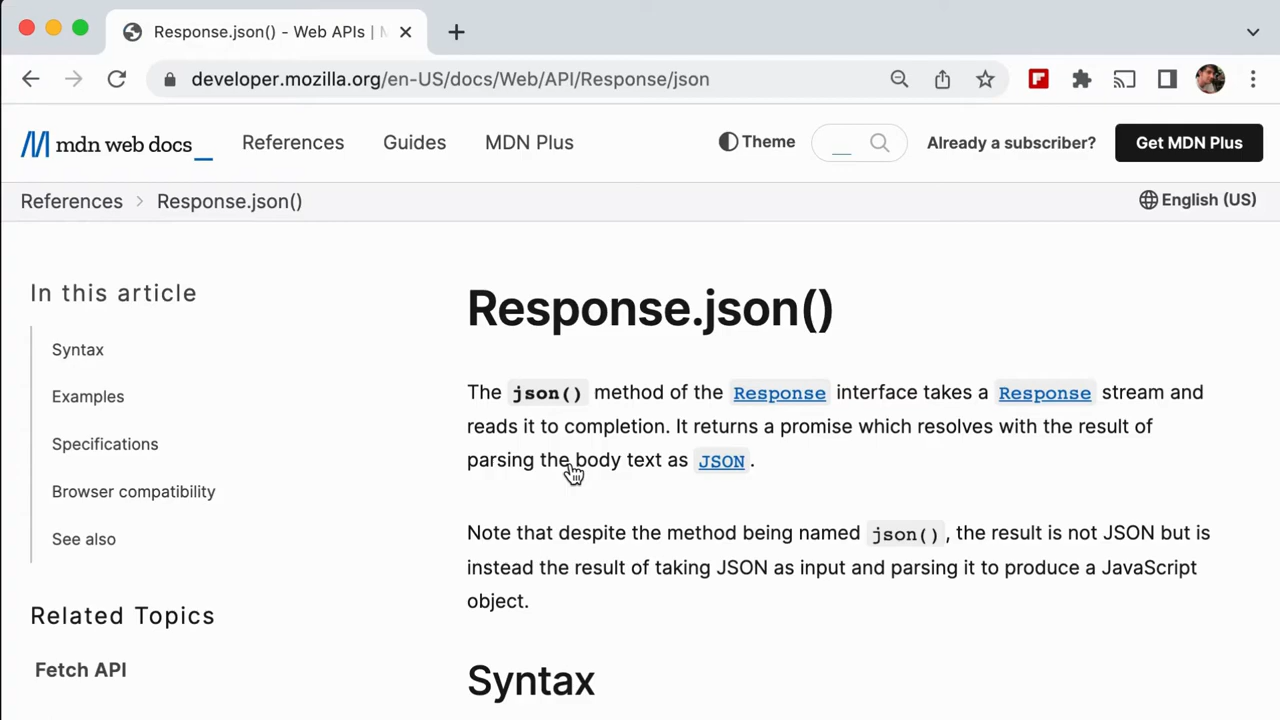 Response.json() - Web APIs | M
developer.mozilla.org/en-US/docs/Web/API/Response/json
mdn web docs_
References
Guides
MDN Plus
Theme
Already a subscriber?
Get MDN Plus
References > Response.json()
English (US)
In this article
Syntax
Examples
Specifications
Browser compatibility
See also
Related Topics
Fetch API
Response.json()
The json() method of the Response interface takes a Response stream and
reads it to completion. It returns a promise which resolves with the result of
parsing the body text as JSON.
Note that despite the method being named json(), the result is not JSON but is
instead the result of taking JSON as input and parsing it to produce a JavaScript
object.
Syntax